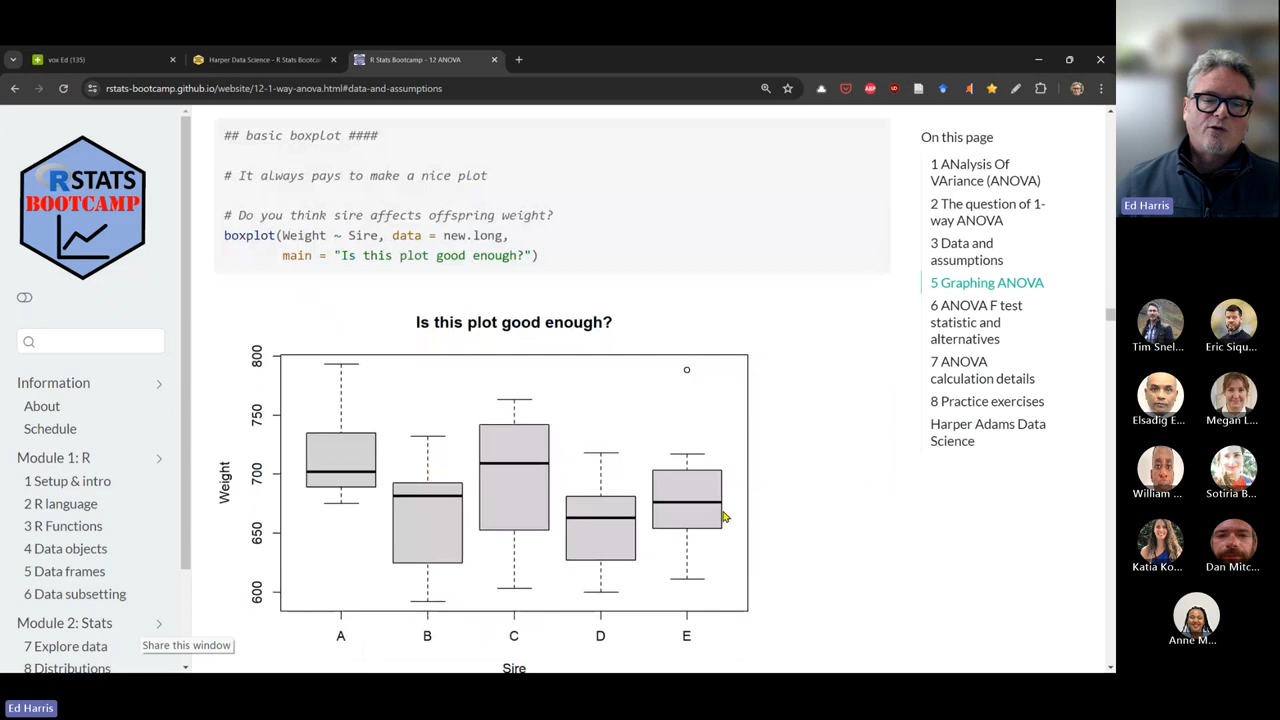 vox Ed (135)
Harper Data Science - R Stats Bootcam
R Stats Bootcamp - 12 ANOVA
rstats-bootcamp.github.io/website/12-1-way-anova.html#data-and-assumptions
RSTATS
BOOTCAMP
Information
About
Schedule
Module 1: R
1 Setup & intro
2 R language
3 R Functions
4 Data objects
5 Data frames
6 Data subsetting
Module 2: Stats
7 Explore data
8 Distributions
Share this window
## basic boxplot ####
# It always pays to make a nice plot
# Do you think sire affects offspring weight?
boxplot(Weight ~ Sire, data = new.long,
main = "Is this plot good enough?")
Is this plot good enough?
800
750
700
650
600
Weight
A B C D E
Sire
On this page
1 ANalysis Of
VAriance (ANOVA)
2 The question of 1-
way ANOVA
3 Data and
assumptions
5 Graphing ANOVA
6 ANOVA F test
statistic and
alternatives
7 ANOVA
calculation details
8 Practice exercises
Harper Adams Data
Science
Ed Harris
Tim Snel...
Eric Siqu...
Elsadig E...
Megan L...
William ...
Sotiria B...
Katia Ko...
Dan Mitc...
Anne M...
Ed Harris